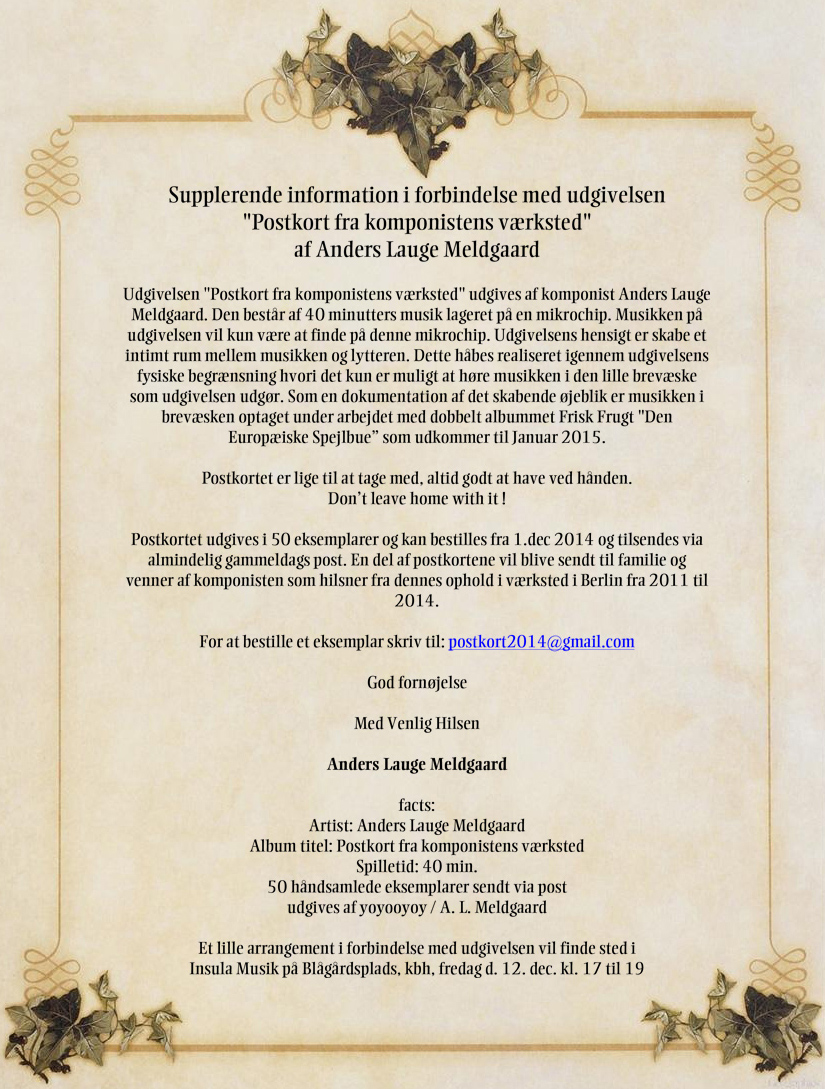 Supplerende information i forbindelse med udgivelsen
"Postkort fra komponistens værksted"
af Anders Lauge Meldgaard
Udgivelsen "Postkort fra komponistens værksted" udgives af komponist Anders Lauge
Meldgaard. Den består af 40 minutters musik lageret på en mikrochip. Musikken på
udgivelsen vil kun være at finde på denne mikrochip. Udgivelsens hensigt er skabe et
intimt rum mellem musikken og lytteren. Dette håbes realiseret igennem udgivelsens
fysiske begrænsning hvori det kun er muligt at høre musikken i den lille brevæske
som udgivelsen udgør. Som en dokumentation af det skabende øjeblik er musikken i
brevæsken optaget under arbejdet med dobbelt albummet Frisk Frugt "Den
Europæiske Spejlbue” som udkommer til Januar 2015.
Postkortet er lige til at tage med, altid godt at have ved hånden.
Don’t leave home with it !
Postkortet udgives i 50 eksemplarer og kan bestilles fra 1.dec 2014 og tilsendes via
almindelig gammeldags post. En del af postkortene vil blive sendt til familie og
venner af komponisten som hilsner fra dennes ophold i værksted i Berlin fra 2011 til
2014.
For at bestille et eksemplar skriv til: postkort2014@gmail.com
God fornøjelse
Med Venlig Hilsen
Anders Lauge Meldgaard
facts:
Artist: Anders Lauge Meldgaard
Album titel: Postkort fra komponistens værksted
Spilletid: 40 min.
50 håndsamlede eksemplarer sendt via post
udgives af yoyooyoy / A. L. Meldgaard
Et lille arrangement i forbindelse med udgivelsen vil finde sted i
Insula Musik på Blågårdsplads, kbh, fredag d. 12. dec. kl. 17 til 19